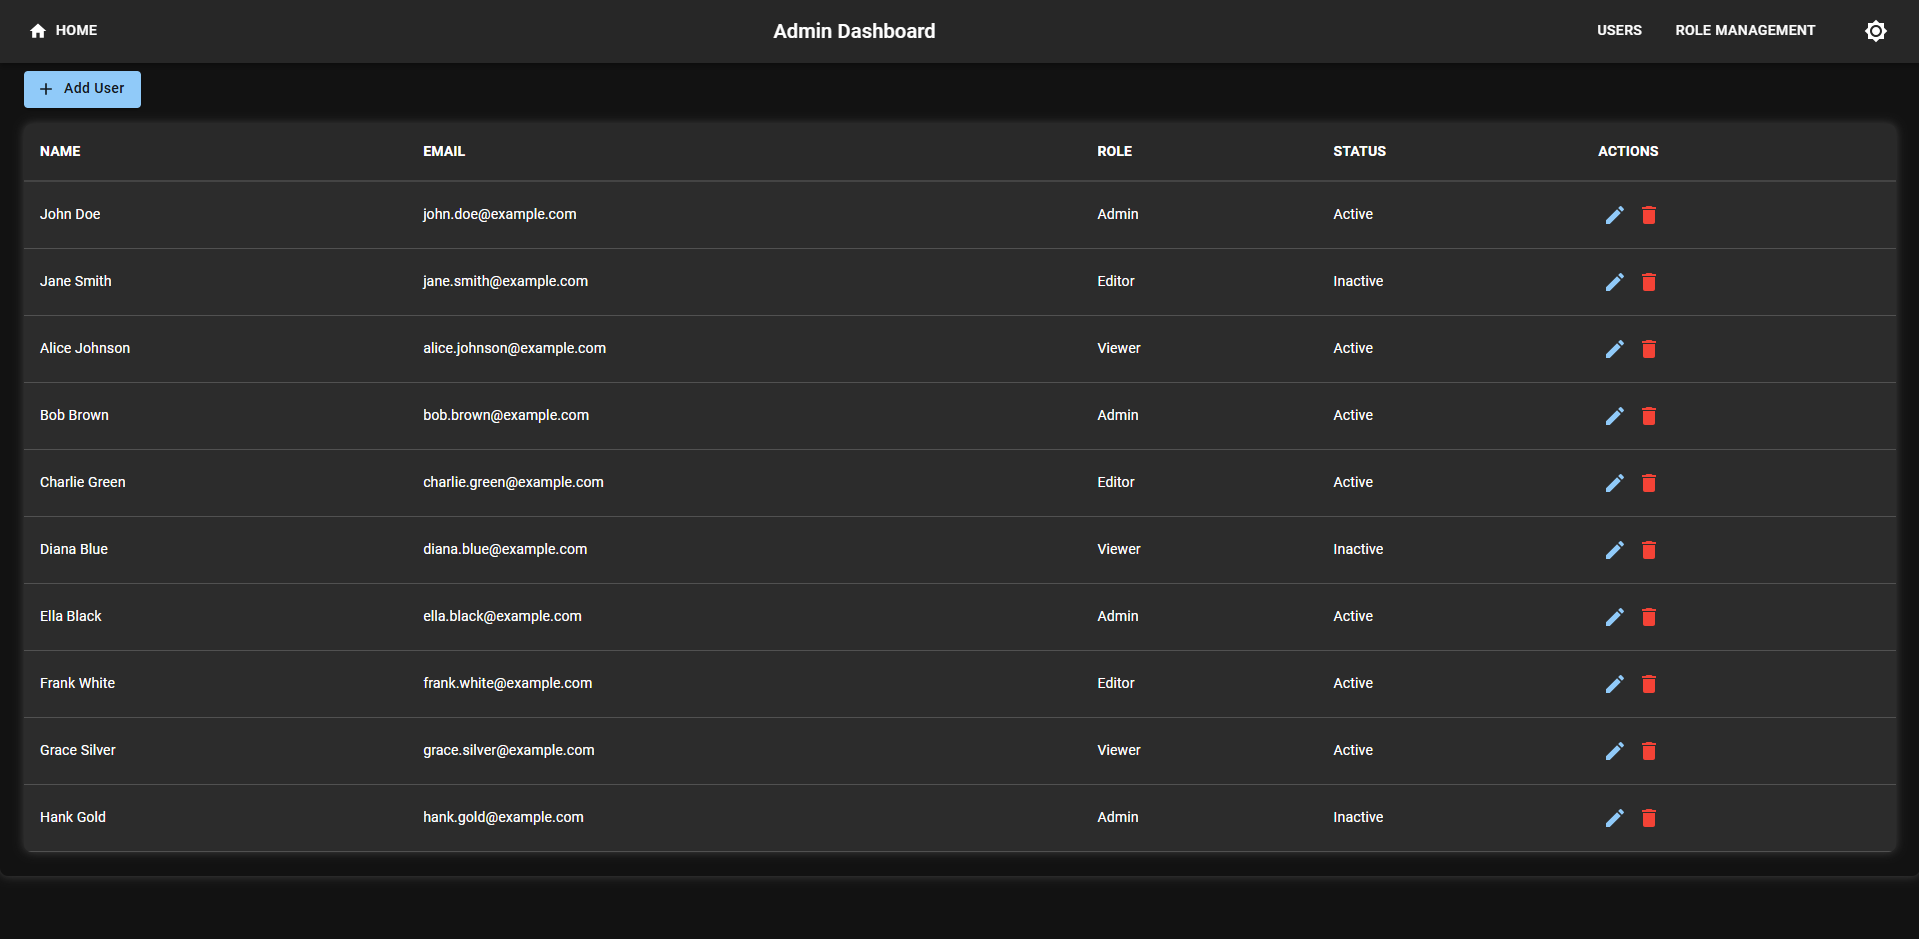 HOME Admin Dashboard USERS ROLE MANAGEMENT
Add User
NAME EMAIL ROLE STATUS ACTIONS
John Doe john.doe@example.com Admin Active
Jane Smith jane.smith@example.com Editor Inactive
Alice Johnson alice.johnson@example.com Viewer Active
Bob Brown bob.brown@example.com Admin Active
Charlie Green charlie.green@example.com Editor Active
Diana Blue diana.blue@example.com Viewer Inactive
Ella Black ella.black@example.com Admin Active
Frank White frank.white@example.com Editor Active
Grace Silver grace.silver@example.com Viewer Active
Hank Gold hank.gold@example.com Admin Inactive